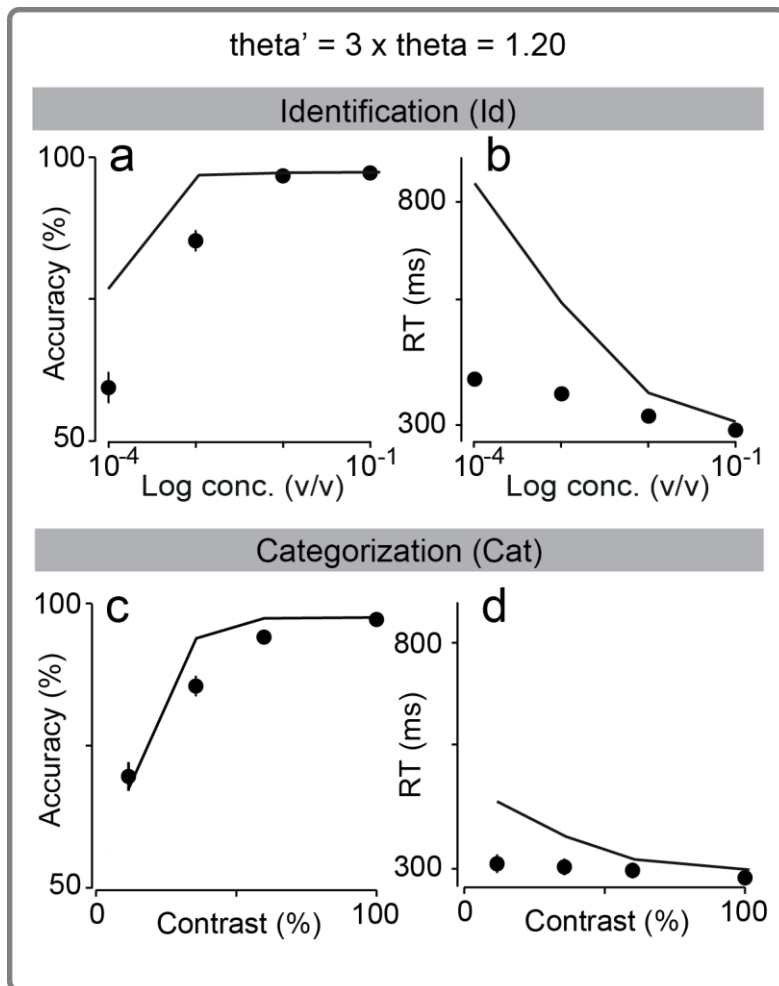 theta’ = 3 x theta = 1.20
Identification (Id)
a
b
100
Accuracy (%)
50
10⁻⁴
10⁻¹
Log conc. (v/v)
800
RT (ms)
300
10⁻⁴
10⁻¹
Log conc. (v/v)
Categorization (Cat)
c
d
100
Accuracy (%)
50
0
100
Contrast (%)
800
RT (ms)
300
0
100
Contrast (%)